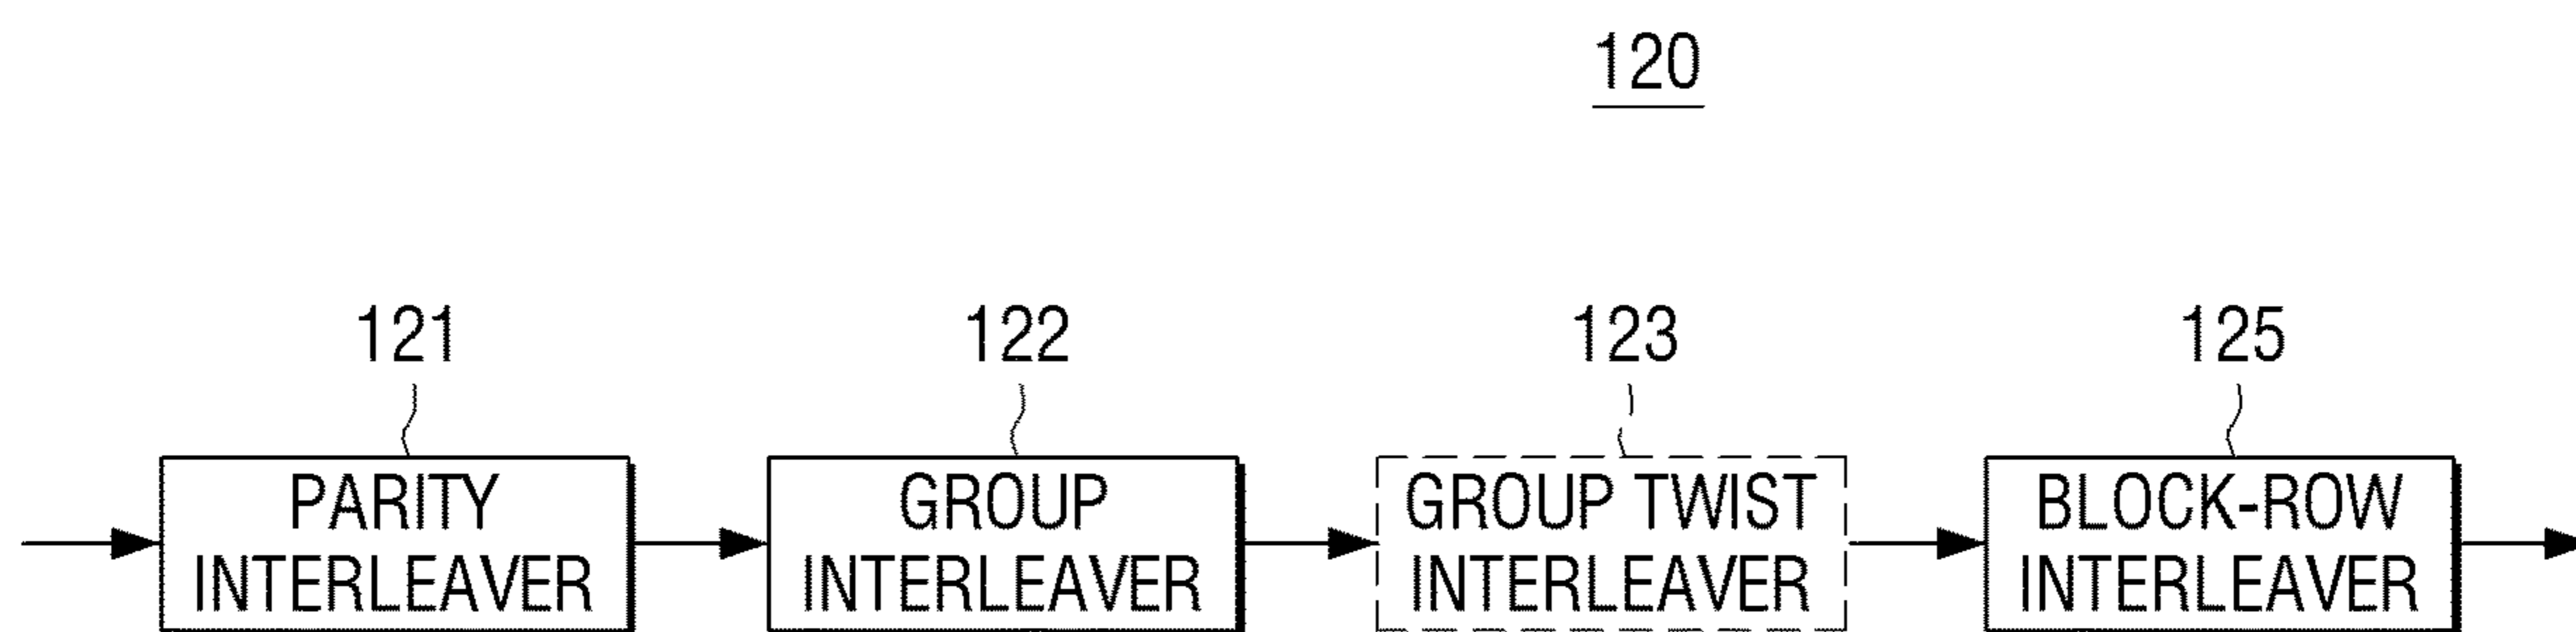 120
121
122
123
125
PARITY
INTERLEAVER
GROUP
INTERLEAVER
GROUP TWIST
INTERLEAVER
BLOCK-ROW
INTERLEAVER